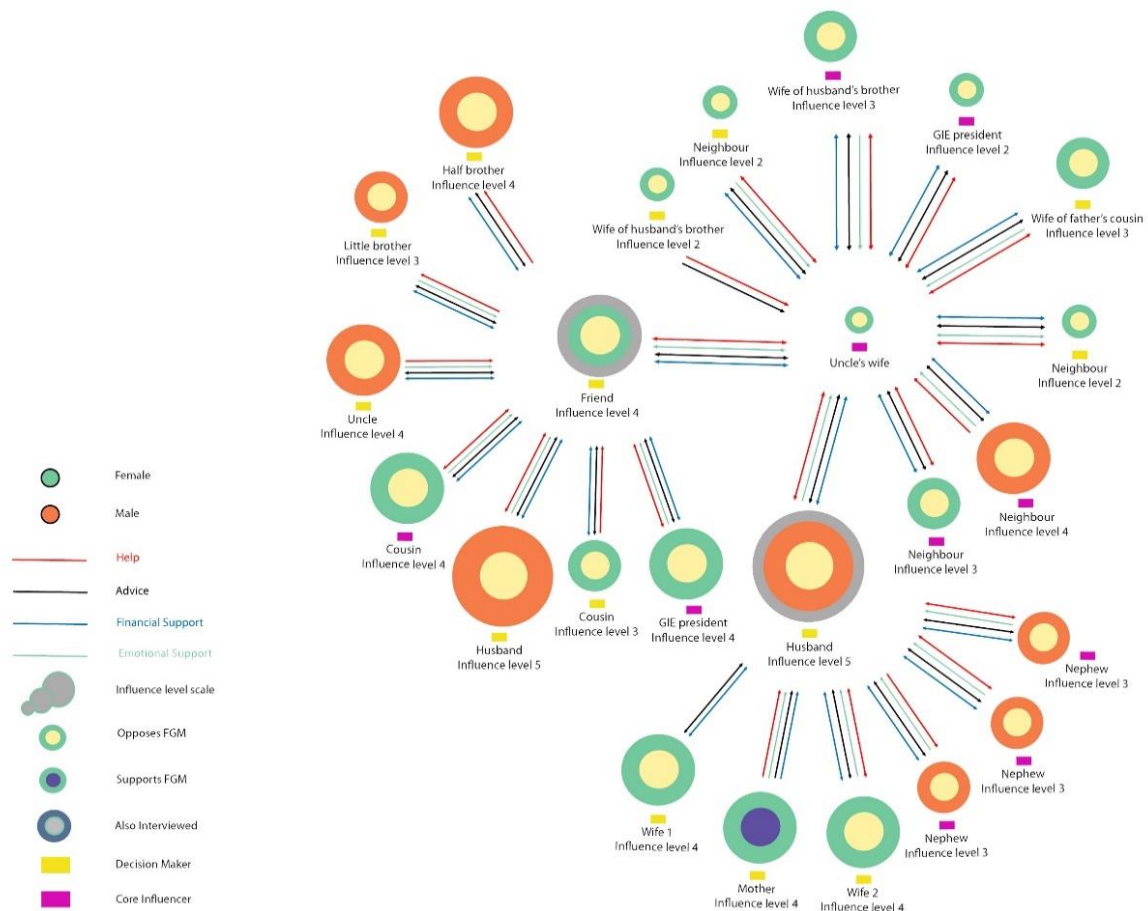 Wife of husband's brother
Influence level 3
GIE president
Influence level 2
Half brother
Influence level 4
Neighbour
Influence level 2
Wife of father's cousin
Influence level 3
Little brother
Influence level 3
Wife of husband's brother
Influence level 2
Uncle's wife
Neighbour
Influence level 2
Friend
Influence level 4
Uncle
Influence level 4
Female
Male
Help
Advice
Financial Support
Emotional Support
Influence level scale
Opposes FGM
Supports FGM
Also Interviewed
Decision Maker
Core Influencer
Cousin
Influence level 4
Neighbour
Influence level 4
Neighbour
Influence level 3
Husband
Influence level 5
Cousin
Influence level 3
GIE president
Influence level 4
Husband
Influence level 5
Nephew
Influence level 3
Nephew
Influence level 3
Nephew
Influence level 3
Wife 1
Influence level 4
Mother
Influence level 4
Wife 2
Influence level 4